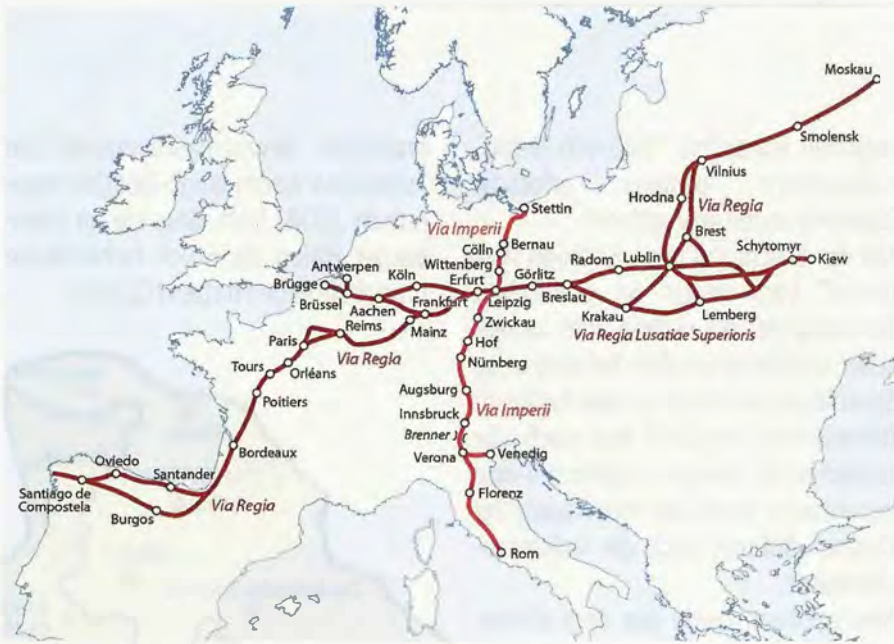 Moskau
Smolensk
Vilnius
Hrodna
Via Regia
Stettin
Via Imperii
Brest
Bernau
Cölln
Schytomyr
Wittenberg
Radom
Lublin
Kiew
Antwerpen
Köln
Erfurt
Görlitz
Brügge
Leipzig
Breslau
Brüssel
Aachen
Frankfurt
Krakau
Lemberg
Zwickau
Via Regia Lusatiae Superioris
Reims
Mainz
Paris
Hof
Via Regia
Nürnberg
Tours
Orléans
Augsburg
Poitiers
Via Imperii
Innsbruck
Brenner
Bordeaux
Verona
Venedig
Oviedo
Santander
Santiago de
Compostela
Florenz
Via Regia
Burgos
Rom